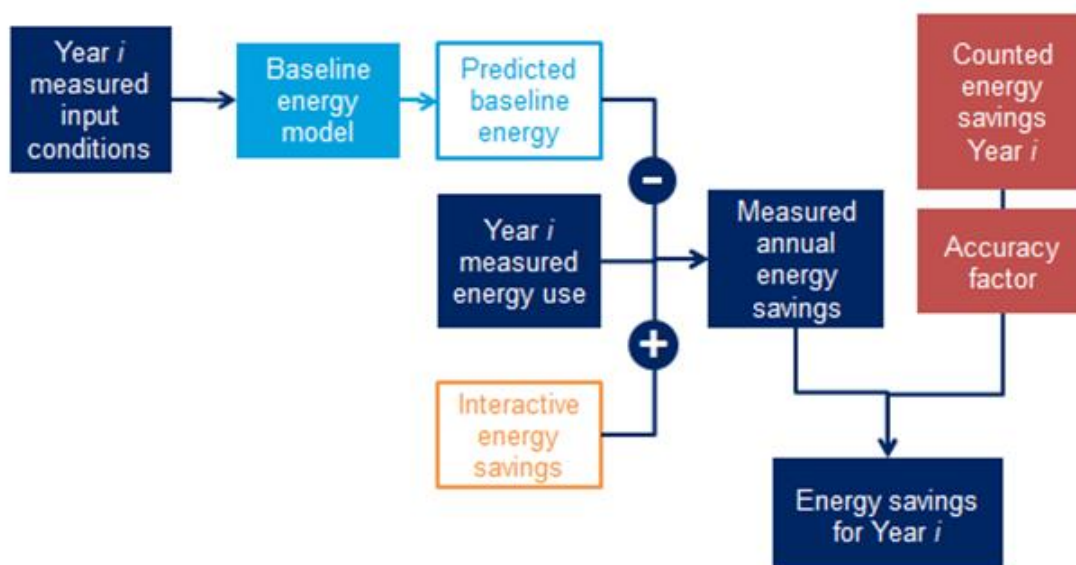 Year i
measured
input
conditions
Baseline
energy
model
Predicted
baseline
energy
Counted
energy
savings
Year i
-
Year i
measured
energy use
Measured
annual
energy
savings
Accuracy
factor
+
Interactive
energy
savings
Energy savings
for Year i